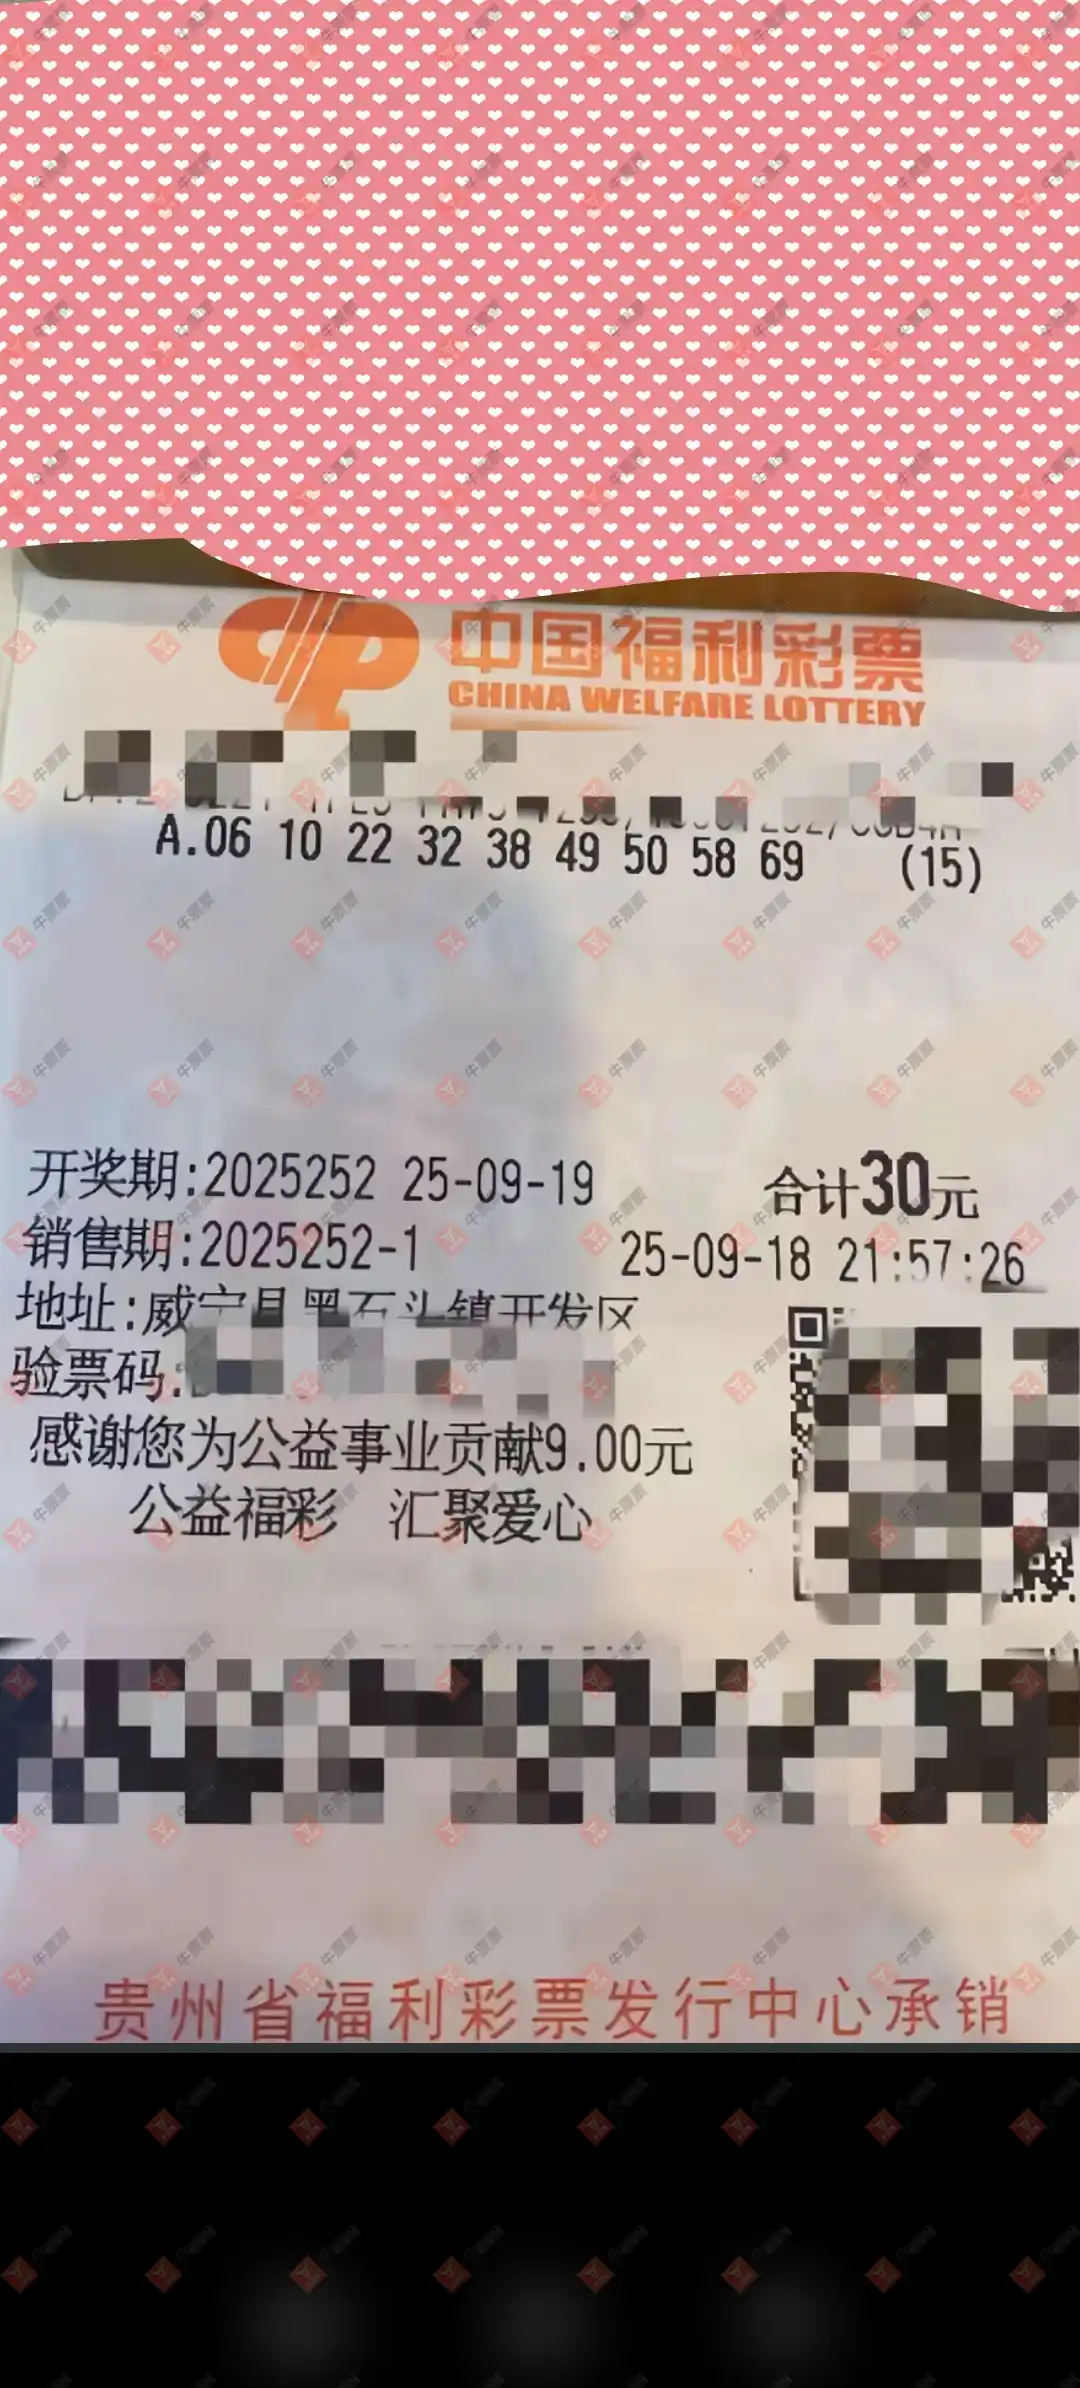 中国福利彩票
CHINA WELFARE LOTTERY
A.06 10 22 32 38 49 50 58 69 (15)
开奖期:2025252 25-09-19 合计30元
销售期:2025252-1 25-09-18 21:57:26
地址:威宁县黑石头镇开发区
验票码:
感谢您为公益事业贡献9.00元
公益福彩 汇聚爱心
贵州省福利彩票发行中心承销
牛票票